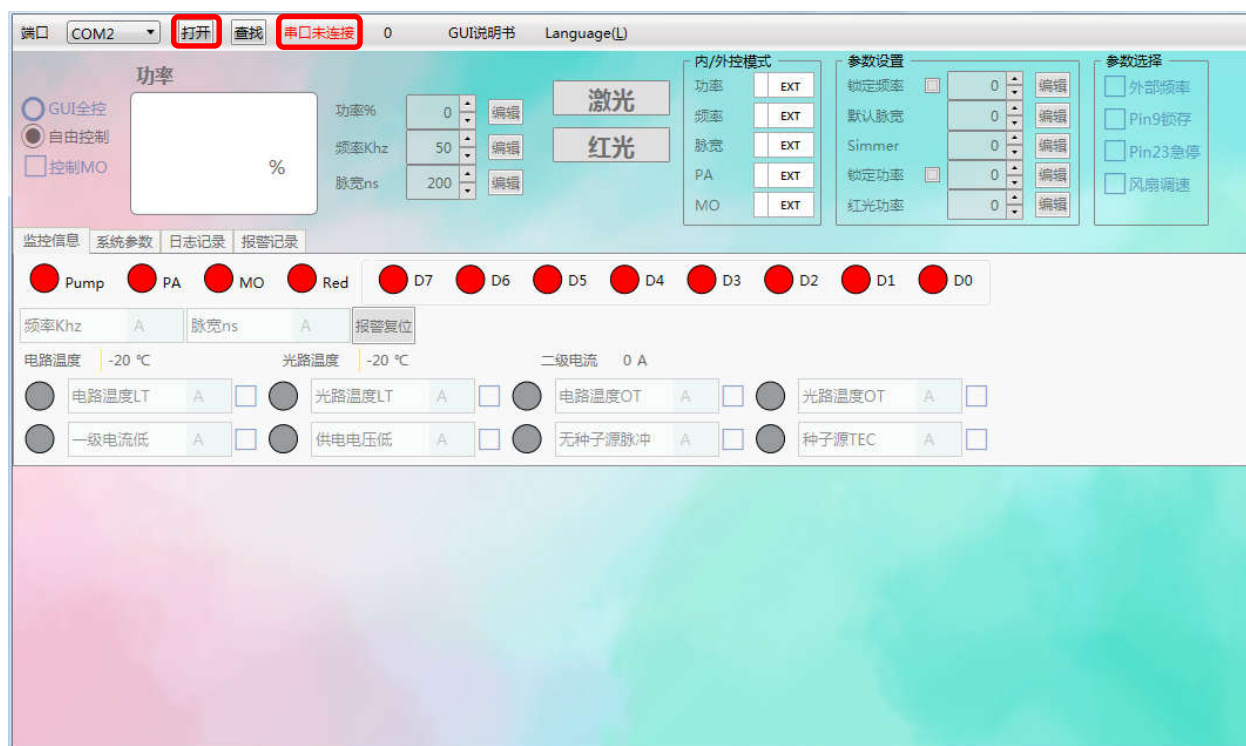 端口 COM2 打开 查找 串口未连接 0 GUI说明书 Language(L)
功率
GUI全控
自由控制
控制MO
%
功率% 0 编辑
频率Khz 50 编辑
脉宽ns 200 编辑
激光
红光
内/外控模式
功率 EXT
频率 EXT
脉宽 EXT
PA EXT
MO EXT
参数设置
锁定频率 0 编辑
默认脉宽 0 编辑
Simmer 0 编辑
锁定功率 0 编辑
红光功率 0 编辑
参数选择
外部频率
Pin9锁存
Pin23急停
风扇调速
监控信息 系统参数 日志记录 报警记录
Pump PA MO Red D7 D6 D5 D4 D3 D2 D1 D0
频率Khz A 脉宽ns A 报警复位
电路温度 -20 ℃ 光路温度 -20 ℃ 二级电流 0 A
电路温度LT A 光路温度LT A 电路温度OT A 光路温度OT A
一级电流低 A 供电电压低 A 无种子源脉冲 A 种子源TEC A